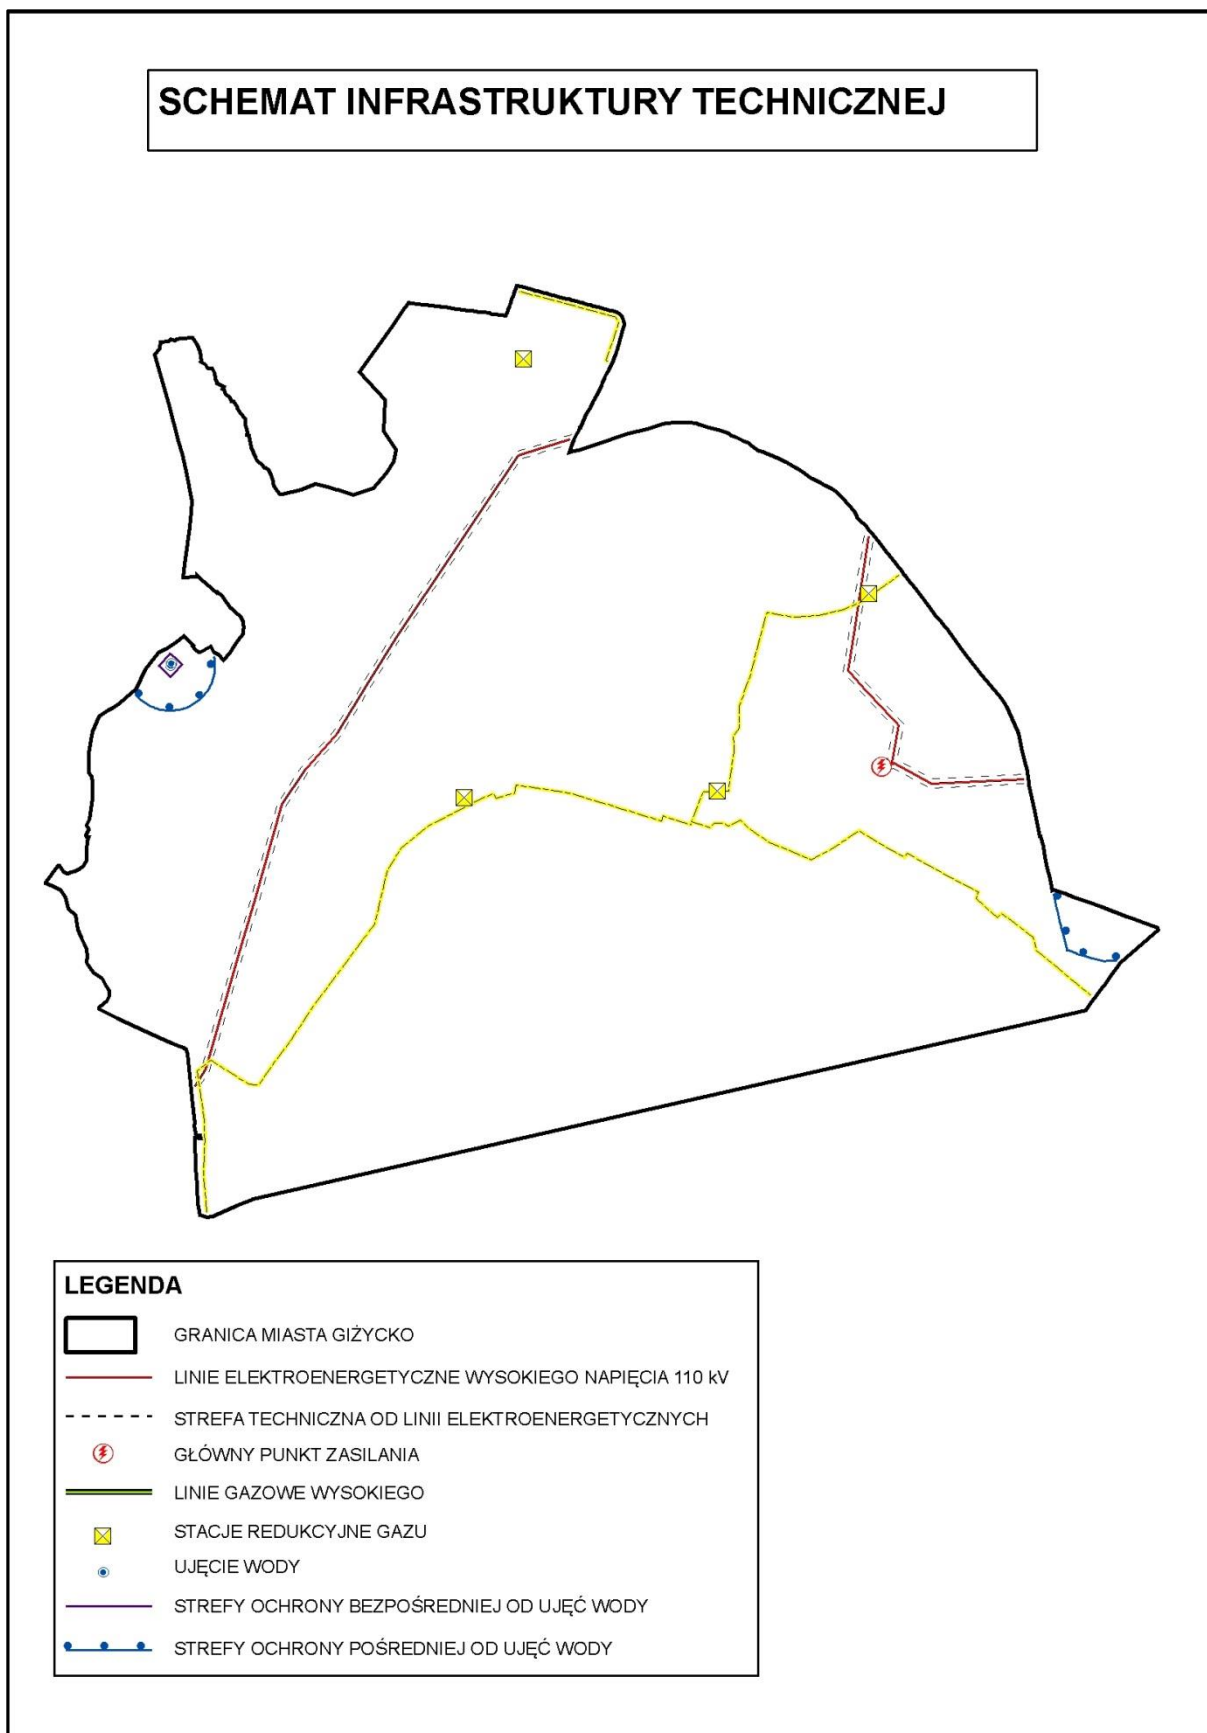 SCHEMAT INFRASTRUKTURY TECHNICZNEJ
LEGENDA
GRANICA MIASTA GIŻYCKO
LINIE ELEKTROENERGETYCZNE WYSOKIEGO NAPIĘCIA 110 kV
STREFA TECHNICZNA OD LINII ELEKTROENERGETYCZNYCH
GŁÓWNY PUNKT ZASILANIA
LINIE GAZOWE WYSOKIEGO
STACJE REDUKCYJNE GAZU
UJĘCIE WODY
STREFY OCHRONY BEZPOŚREDNIEJ OD UJĘĆ WODY
STREFY OCHRONY POŚREDNIEJ OD UJĘĆ WODY